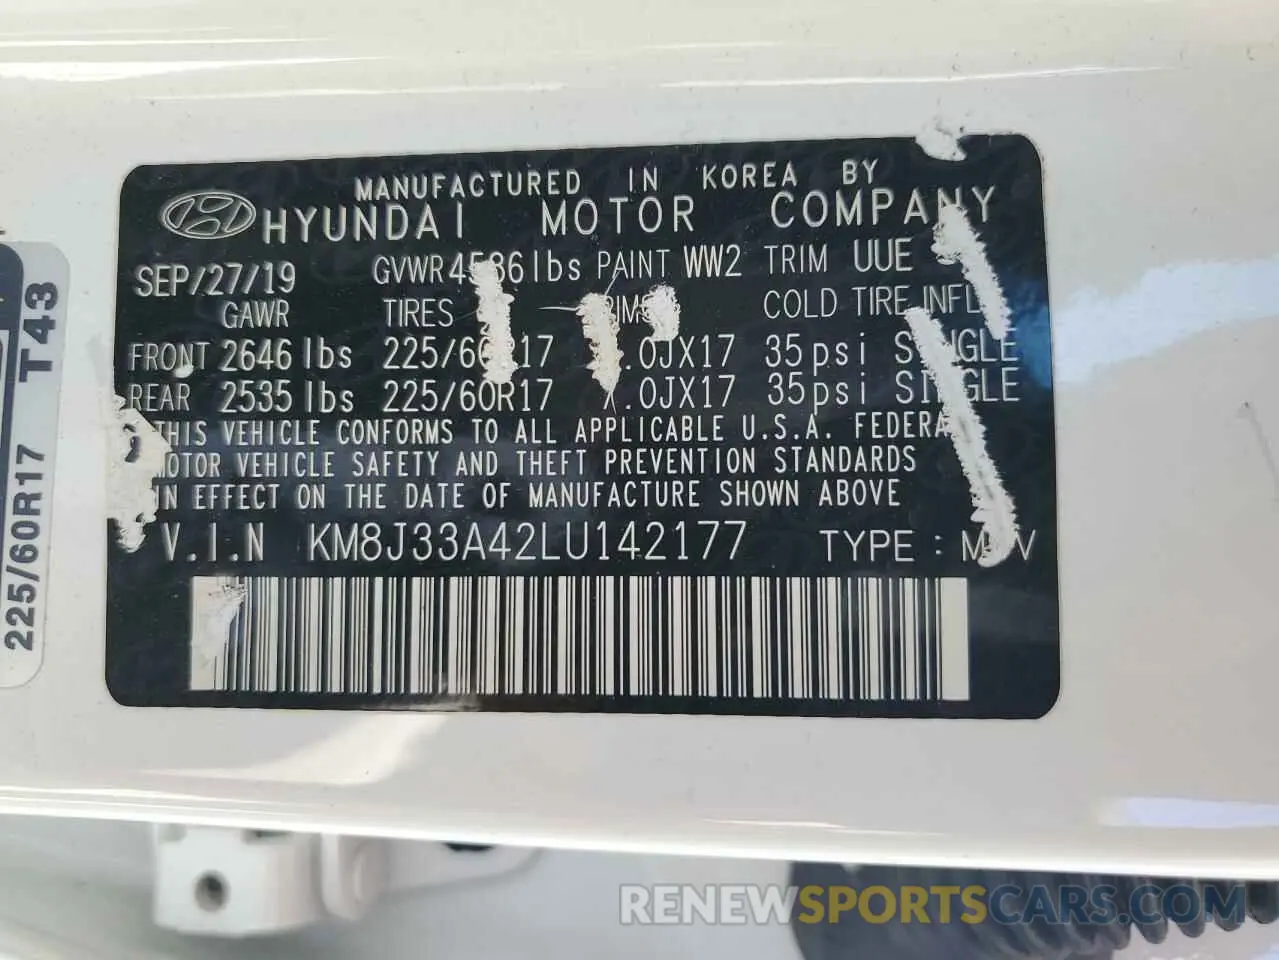 MANUFACTURED IN KOREA BY
HYUNDAI MOTOR COMPANY
SEP/27/19 GVWR 4586lbs PAINT WW2 TRIM UUE
GAWR TIRES RIMS COLD TIRE INFL
FRONT 2646 lbs 225/60R17 .0JX17 35psi SINGLE
REAR 2535 lbs 225/60R17 7.0JX17 35psi SINGLE
THIS VEHICLE CONFORMS TO ALL APPLICABLE U.S.A. FEDERAL
MOTOR VEHICLE SAFETY AND THEFT PREVENTION STANDARDS
IN EFFECT ON THE DATE OF MANUFACTURE SHOWN ABOVE
V.I.N KM8J33A42LU142177 TYPE : MPV
225/60R17 T43
RENEWSPORTSCARS.COM